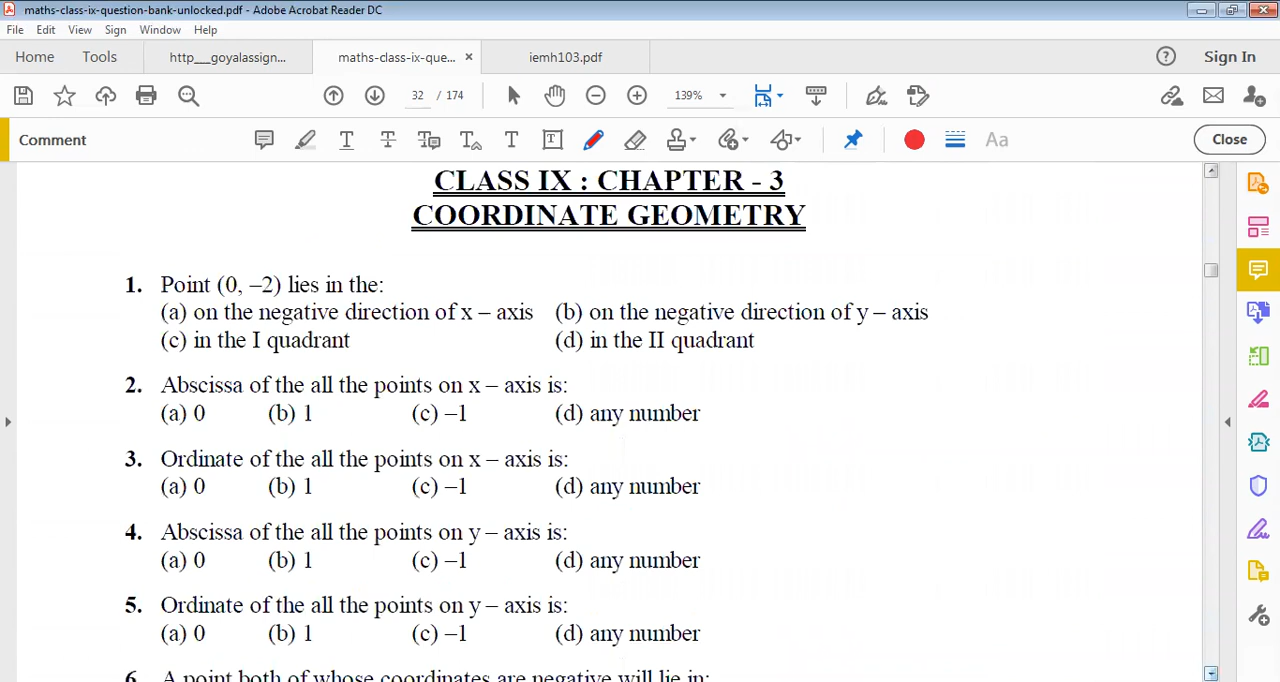 maths-class-ix-question-bank-unlocked.pdf - Adobe Acrobat Reader DC
File Edit View Sign Window Help
Home Tools http___goyalassign... maths-class-ix-que... × iemh103.pdf ? Sign In
32 / 174 139%
Comment T T T T T Aa Close
CLASS IX : CHAPTER - 3
COORDINATE GEOMETRY
1. Point (0, –2) lies in the:
(a) on the negative direction of x – axis (b) on the negative direction of y – axis
(c) in the I quadrant (d) in the II quadrant
2. Abscissa of the all the points on x – axis is:
(a) 0 (b) 1 (c) –1 (d) any number
3. Ordinate of the all the points on x – axis is:
(a) 0 (b) 1 (c) –1 (d) any number
4. Abscissa of the all the points on y – axis is:
(a) 0 (b) 1 (c) –1 (d) any number
5. Ordinate of the all the points on y – axis is:
(a) 0 (b) 1 (c) –1 (d) any number
6. A point both of whose coordinates are negative will lie in: